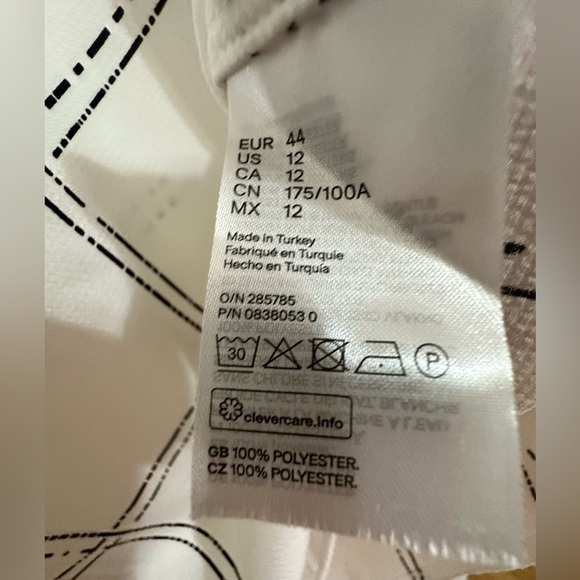 EUR 44
US 12
CA 12
CN 175/100A
MX 12
Made in Turkey
Fabriqué en Turquie
Hecho en Turquía
O/N 285785
P/N 0838053 0
30 P
clevercare.info
GB 100% POLYESTER.
CZ 100% POLYESTER.